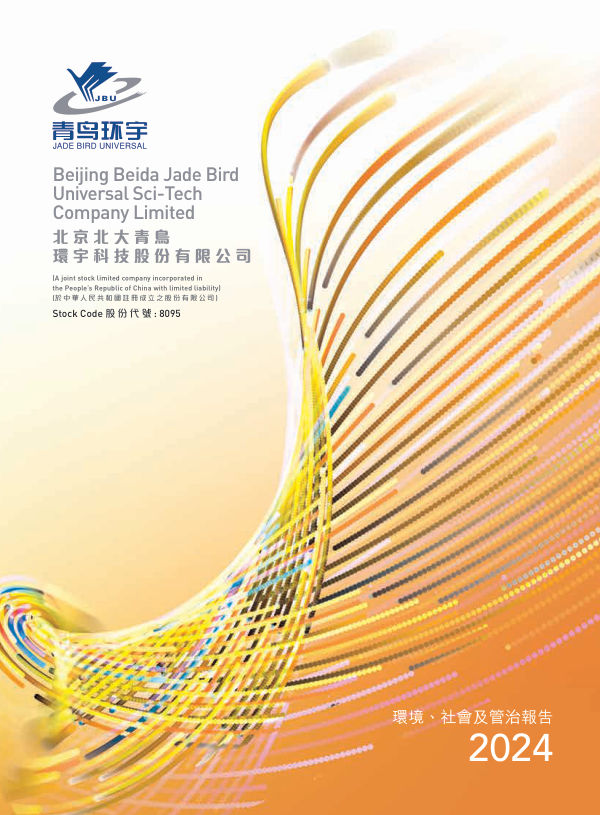 JBU
青鸟环宇
JADE BIRD UNIVERSAL
Beijing Beida Jade Bird
Universal Sci-Tech
Company Limited
北京北大青鳥
環宇科技股份有限公司
(A joint stock limited company incorporated in
the People's Republic of China with limited liability)
(於中華人民共和國註冊成立之股份有限公司)
Stock Code 股份代號 : 8095
環境、社會及管治報告
2024